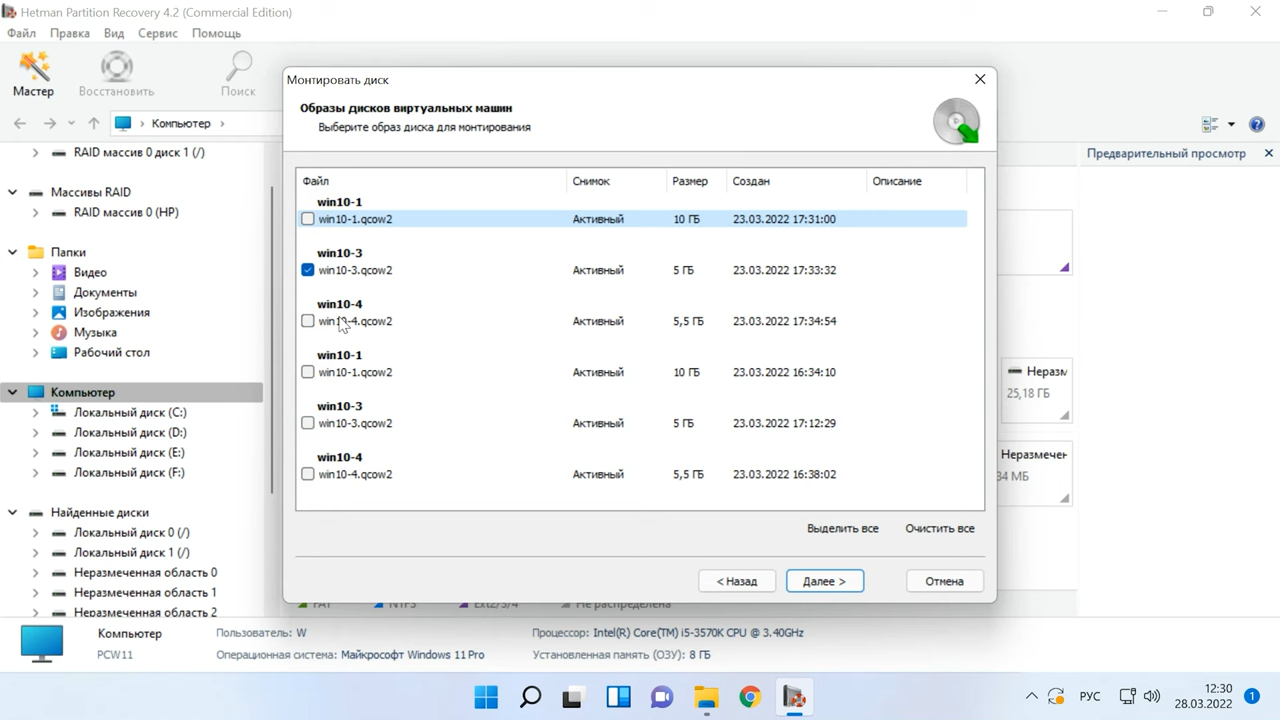 Hetman Partition Recovery 4.2 (Commercial Edition)
Файл Правка Вид Сервис Помощь
Мастер Восстановить Поиск
Компьютер
RAID массив 0 диск 1 (/)
Массивы RAID
RAID массив 0 (HP)
Папки
Видео
Документы
Изображения
Музыка
Рабочий стол
Компьютер
Локальный диск (C:)
Локальный диск (D:)
Локальный диск (E:)
Локальный диск (F:)
Найденные диски
Локальный диск 0 (/)
Локальный диск 1 (/)
Неразмеченная область 0
Неразмеченная область 1
Неразмеченная область 2
Монтировать диск
Образы дисков виртуальных машин
Выберите образ диска для монтирования
Файл Снимок Размер Создан Описание
win10-1
win10-1.qcow2 Активный 10 ГБ 23.03.2022 17:31:00
win10-3
win10-3.qcow2 Активный 5 ГБ 23.03.2022 17:33:32
win10-4
win10-4.qcow2 Активный 5,5 ГБ 23.03.2022 17:34:54
win10-1
win10-1.qcow2 Активный 10 ГБ 23.03.2022 16:34:10
win10-3
win10-3.qcow2 Активный 5 ГБ 23.03.2022 17:12:29
win10-4
win10-4.qcow2 Активный 5,5 ГБ 23.03.2022 16:38:02
Выделить все Очистить все
< Назад Далее > Отмена
Предварительный просмотр
Неразм
25,18 ГБ
Неразмечен
34 МБ
FAT NTFS Ext2/3/4 Не распределена
Компьютер Пользователь: W Процессор: Intel(R) Core(TM) i5-3570K CPU @ 3.40GHz
PCW11 Операционная система: Майкрософт Windows 11 Pro Установленная память (ОЗУ): 8 ГБ
РУС 12:30 1
28.03.2022